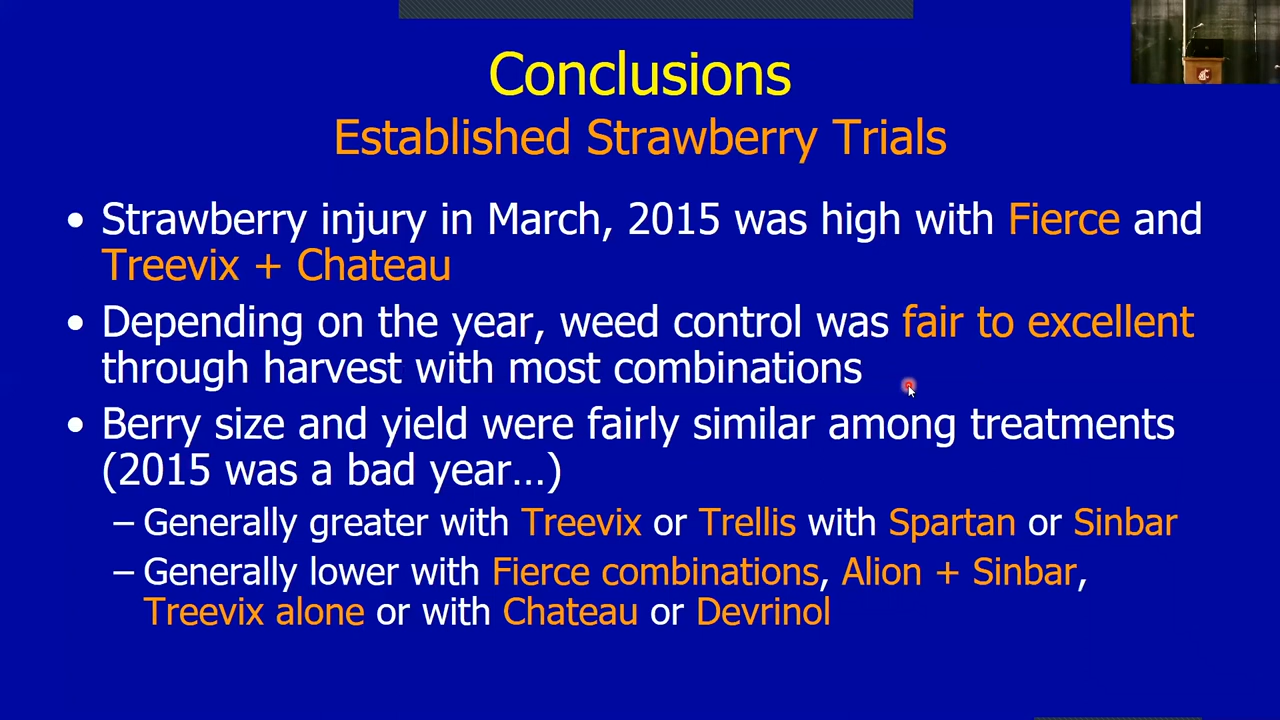 Conclusions
Established Strawberry Trials
• Strawberry injury in March, 2015 was high with Fierce and
Treevix + Chateau
• Depending on the year, weed control was fair to excellent
through harvest with most combinations
• Berry size and yield were fairly similar among treatments
(2015 was a bad year…)
– Generally greater with Treevix or Trellis with Spartan or Sinbar
– Generally lower with Fierce combinations, Alion + Sinbar,
Treevix alone or with Chateau or Devrinol